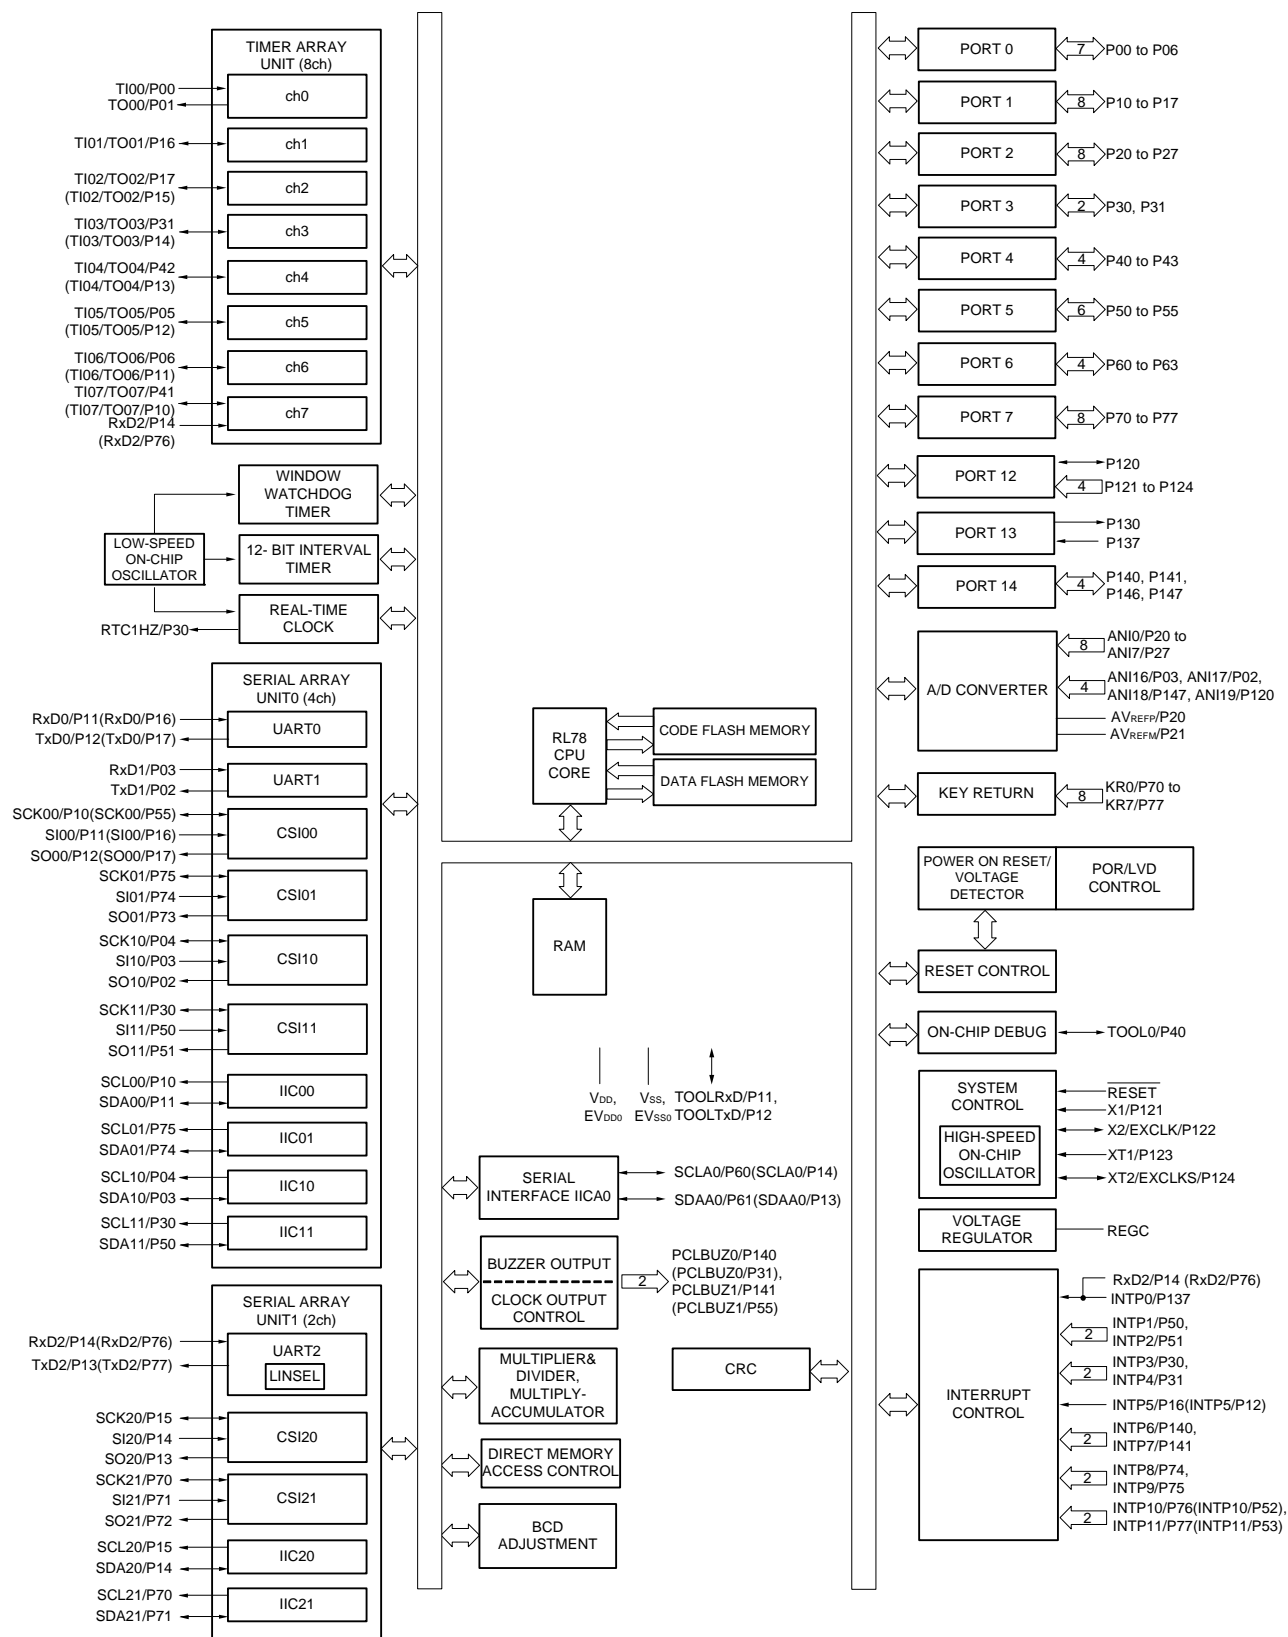 TIMER ARRAY
UNIT (8ch)
TI00/P00
TO00/P01
ch0
TI01/TO01/P16
ch1
TI02/TO02/P17
(TI02/TO02/P15)
ch2
TI03/TO03/P31
(TI03/TO03/P14)
ch3
TI04/TO04/P42
(TI04/TO04/P13)
ch4
TI05/TO05/P05
(TI05/TO05/P12)
ch5
TI06/TO06/P06
(TI06/TO06/P11)
ch6
TI07/TO07/P41
(TI07/TO07/P10)
RxD2/P14
(RxD2/P76)
ch7
WINDOW
WATCHDOG
TIMER
LOW-SPEED
ON-CHIP
OSCILLATOR
12- BIT INTERVAL
TIMER
REAL-TIME
CLOCK
RTC1HZ/P30
SERIAL ARRAY
UNIT0 (4ch)
RxD0/P11(RxD0/P16)
TxD0/P12(TxD0/P17)
UART0
RxD1/P03
TxD1/P02
UART1
SCK00/P10(SCK00/P55)
SI00/P11(SI00/P16)
SO00/P12(SO00/P17)
CSI00
SCK01/P75
SI01/P74
SO01/P73
CSI01
SCK10/P04
SI10/P03
SO10/P02
CSI10
SCK11/P30
SI11/P50
SO11/P51
CSI11
SCL00/P10
SDA00/P11
IIC00
SCL01/P75
SDA01/P74
IIC01
SCL10/P04
SDA10/P03
IIC10
SCL11/P30
SDA11/P50
IIC11
SERIAL ARRAY
UNIT1 (2ch)
RxD2/P14(RxD2/P76)
TxD2/P13(TxD2/P77)
UART2
LINSEL
SCK20/P15
SI20/P14
SO20/P13
CSI20
SCK21/P70
SI21/P71
SO21/P72
CSI21
SCL20/P15
SDA20/P14
IIC20
SCL21/P70
SDA21/P71
IIC21
RL78
CPU
CORE
CODE FLASH MEMORY
DATA FLASH MEMORY
RAM
VDD,
EVDD0
VSS,
EVSS0
TOOLRxD/P11,
TOOLTxD/P12
SERIAL
INTERFACE IICA0
SCLA0/P60(SCLA0/P14)
SDAA0/P61(SDAA0/P13)
BUZZER OUTPUT
CLOCK OUTPUT
CONTROL
2
PCLBUZ0/P140
(PCLBUZ0/P31),
PCLBUZ1/P141
(PCLBUZ1/P55)
MULTIPLIER&
DIVIDER,
MULTIPLY-
ACCUMULATOR
CRC
DIRECT MEMORY
ACCESS CONTROL
BCD
ADJUSTMENT
PORT 0
7
P00 to P06
PORT 1
8
P10 to P17
PORT 2
8
P20 to P27
PORT 3
2
P30, P31
PORT 4
4
P40 to P43
PORT 5
6
P50 to P55
PORT 6
4
P60 to P63
PORT 7
8
P70 to P77
PORT 12
P120
4
P121 to P124
PORT 13
P130
P137
PORT 14
4
P140, P141,
P146, P147
A/D CONVERTER
8
ANI0/P20 to
ANI7/P27
4
ANI16/P03, ANI17/P02,
ANI18/P147, ANI19/P120
AVREFP/P20
AVREFM/P21
KEY RETURN
8
KR0/P70 to
KR7/P77
POWER ON RESET/
VOLTAGE
DETECTOR
POR/LVD
CONTROL
RESET CONTROL
ON-CHIP DEBUG
TOOL0/P40
SYSTEM
CONTROL
HIGH-SPEED
ON-CHIP
OSCILLATOR
RESET
X1/P121
X2/EXCLK/P122
XT1/P123
XT2/EXCLKS/P124
VOLTAGE
REGULATOR
REGC
INTERRUPT
CONTROL
RxD2/P14 (RxD2/P76)
INTP0/P137
2
INTP1/P50,
INTP2/P51
2
INTP3/P30,
INTP4/P31
INTP5/P16(INTP5/P12)
2
INTP6/P140,
INTP7/P141
2
INTP8/P74,
INTP9/P75
2
INTP10/P76(INTP10/P52),
INTP11/P77(INTP11/P53)